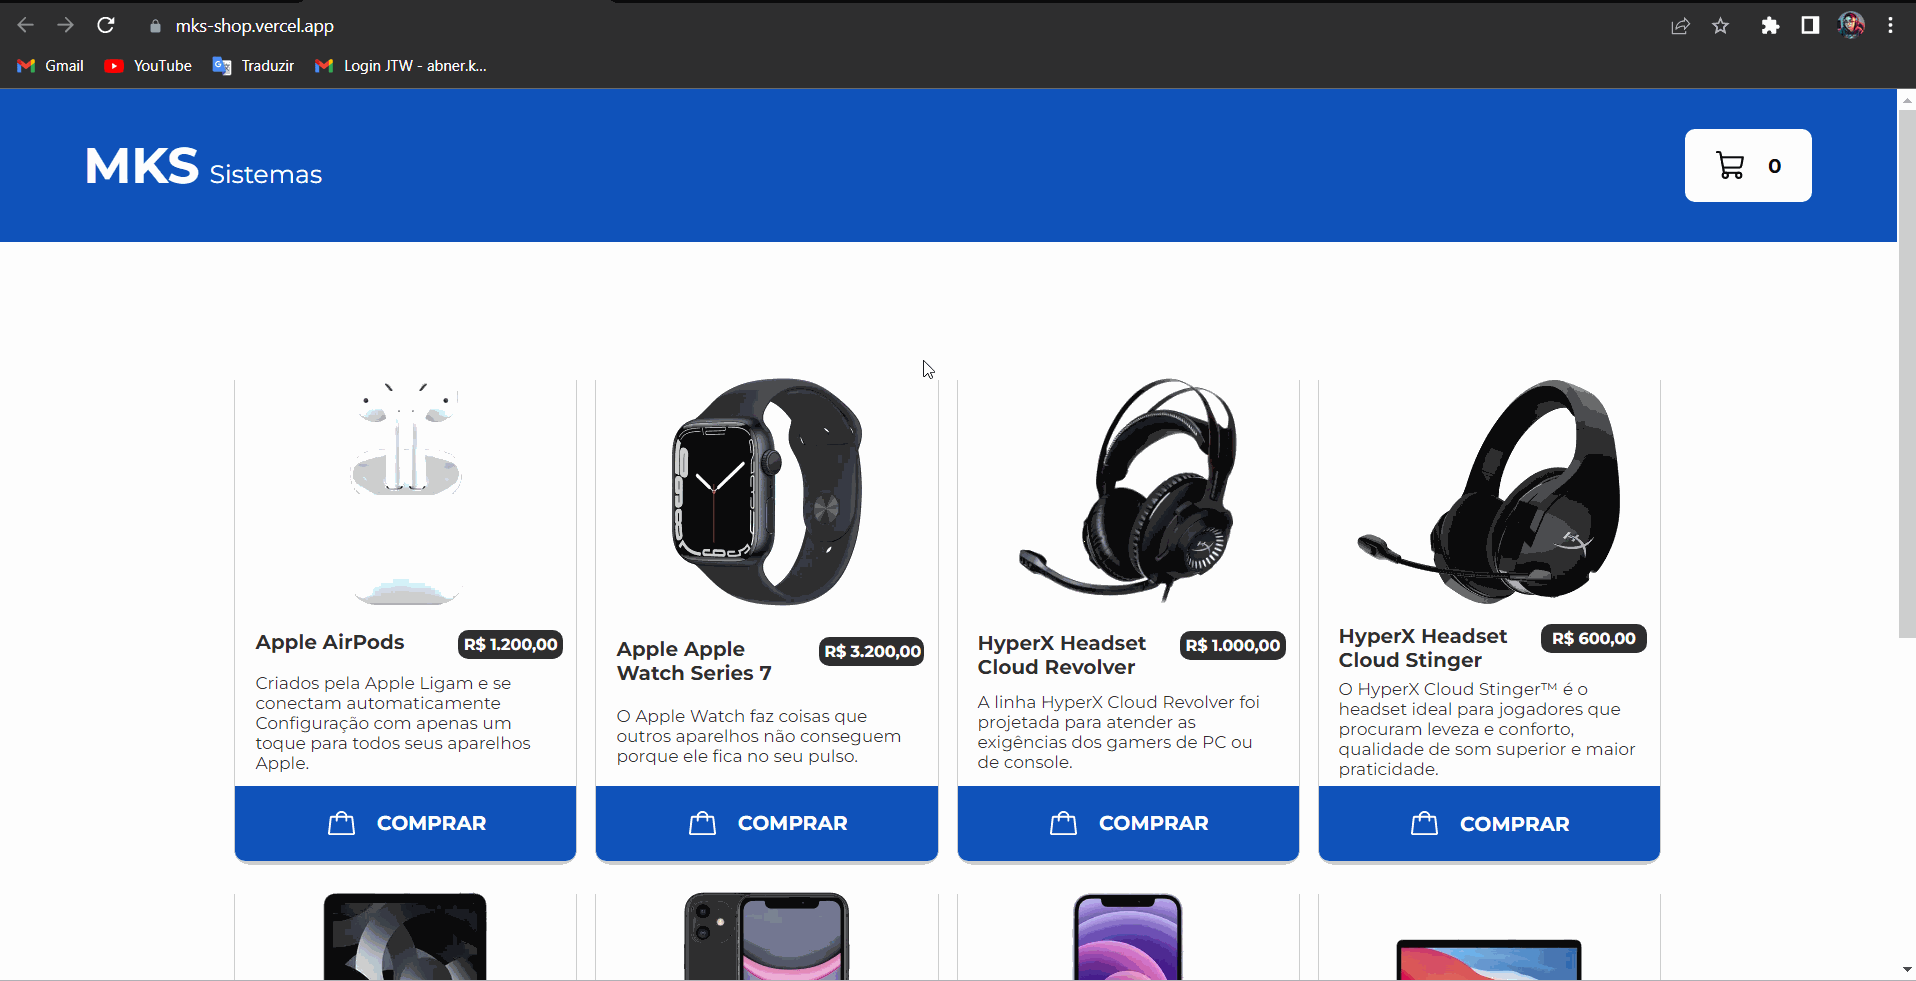 mks-shop.vercel.app
Gmail YouTube Traduzir Login JTW - abner.k...
MKS Sistemas
0
Apple AirPods
R$ 1.200,00
Criados pela Apple Ligam e se
conectam automaticamente
Configuração com apenas um
toque para todos seus aparelhos
Apple.
COMPRAR
Apple Apple
Watch Series 7
R$ 3.200,00
O Apple Watch faz coisas que
outros aparelhos não conseguem
porque ele fica no seu pulso.
COMPRAR
HyperX Headset
Cloud Revolver
R$ 1.000,00
A linha HyperX Cloud Revolver foi
projetada para atender as
exigências dos gamers de PC ou
de console.
COMPRAR
HyperX Headset
Cloud Stinger
R$ 600,00
O HyperX Cloud Stinger™ é o
headset ideal para jogadores que
procuram leveza e conforto,
qualidade de som superior e maior
praticidade.
COMPRAR